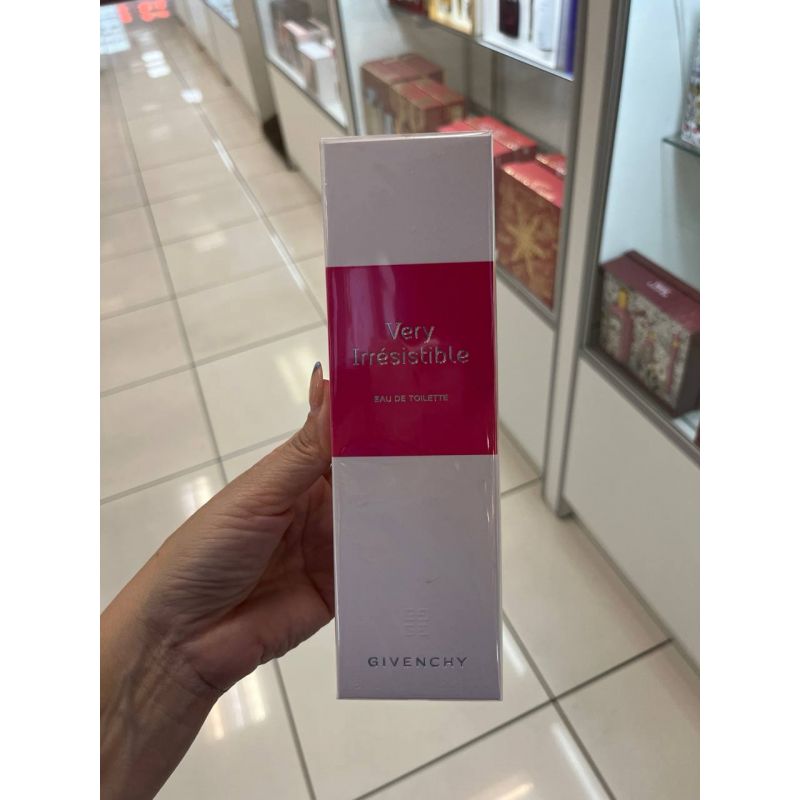 Very
Irrésistible
EAU DE TOILETTE
GIVENCHY